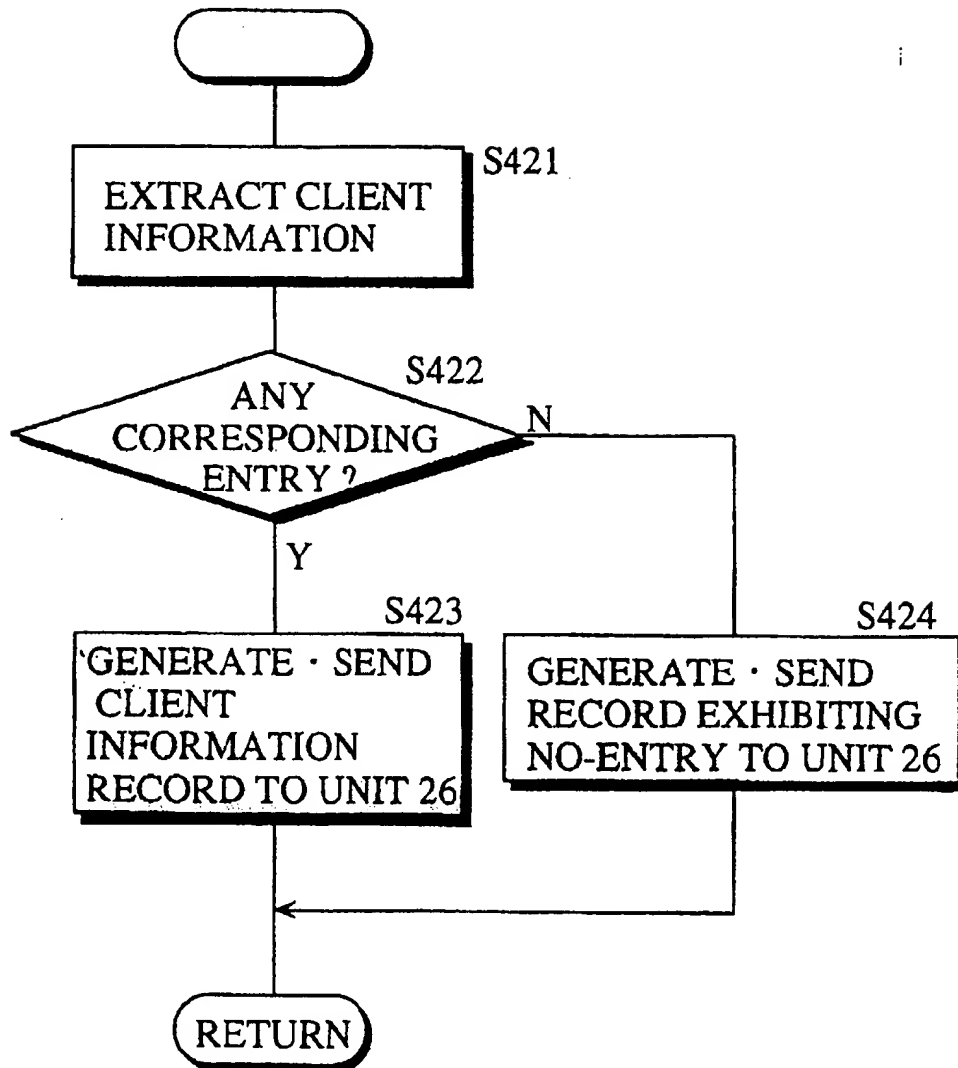 S421
EXTRACT CLIENT
INFORMATION
S422
ANY
CORRESPONDING
ENTRY ?
N
Y
S423
GENERATE · SEND
CLIENT
INFORMATION
RECORD TO UNIT 26
S424
GENERATE · SEND
RECORD EXHIBITING
NO-ENTRY TO UNIT 26
RETURN